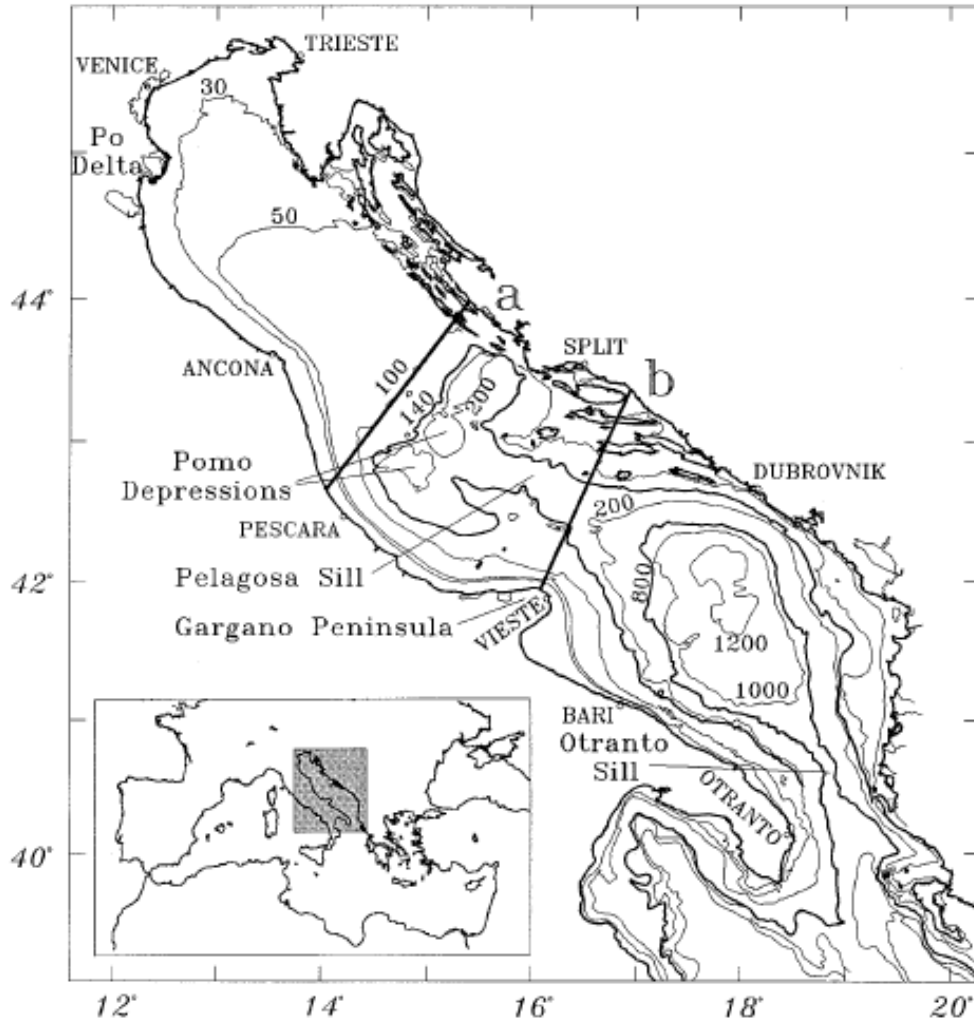 TRIESTE
VENICE
30
Po
Delta
50
44°
a
ANCONA
SPLIT
100
b
140
200
Pomo
Depressions
DUBROVNIK
PESCARA
200
Pelagosa Sill
42°
800
Gargano Peninsula
VIESTE
1200
1000
BARI
Otranto
Sill
OTRANTO
40°
12°
14°
16°
18°
20°